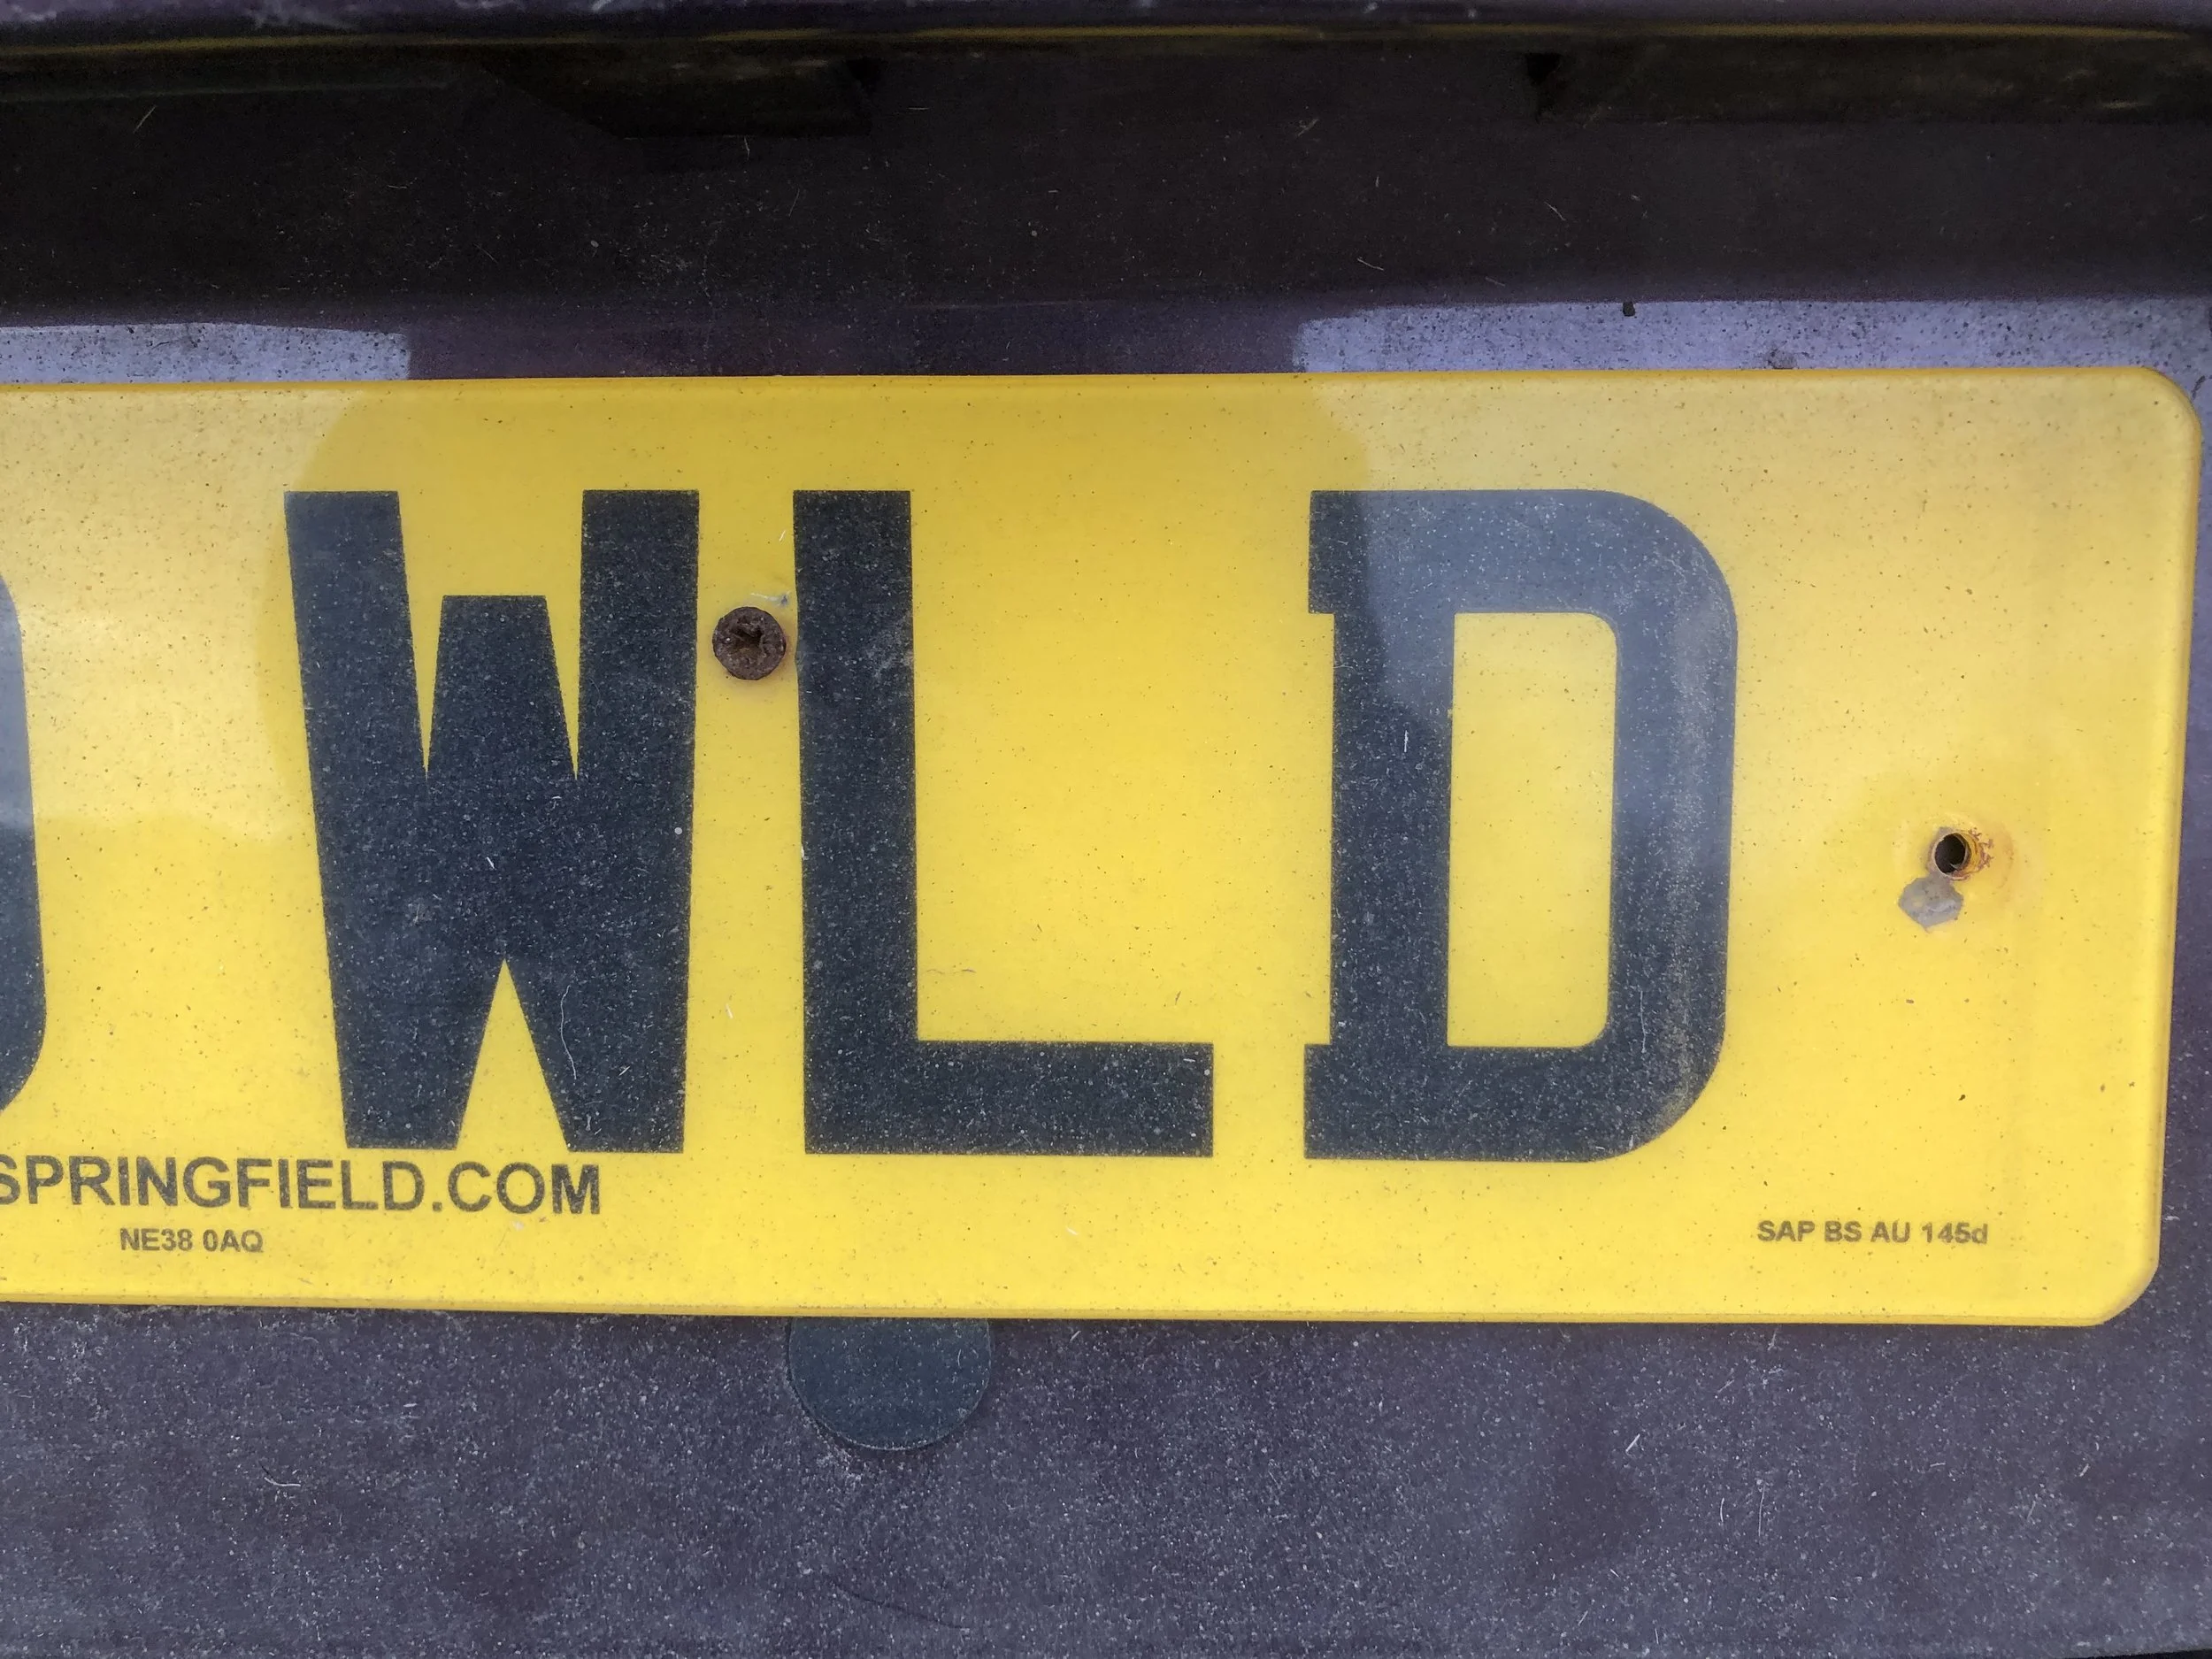 WLD
SPRINGFIELD.COM
NE38 0AQ
SAP BS AU 145d